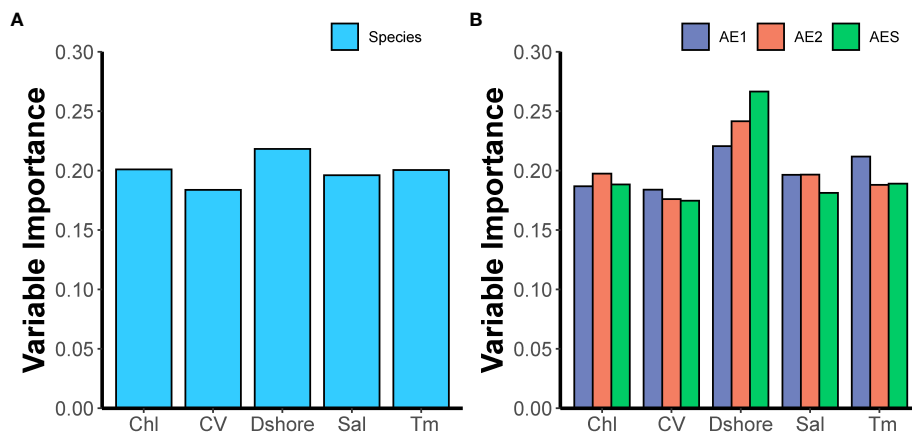 A
Species
Variable Importance
0.30
0.25
0.20
0.15
0.10
0.05
0.00
Chl CV Dshore Sal Tm
B
AE1 AE2 AES
Variable Importance
0.30
0.25
0.20
0.15
0.10
0.05
0.00
Chl CV Dshore Sal Tm